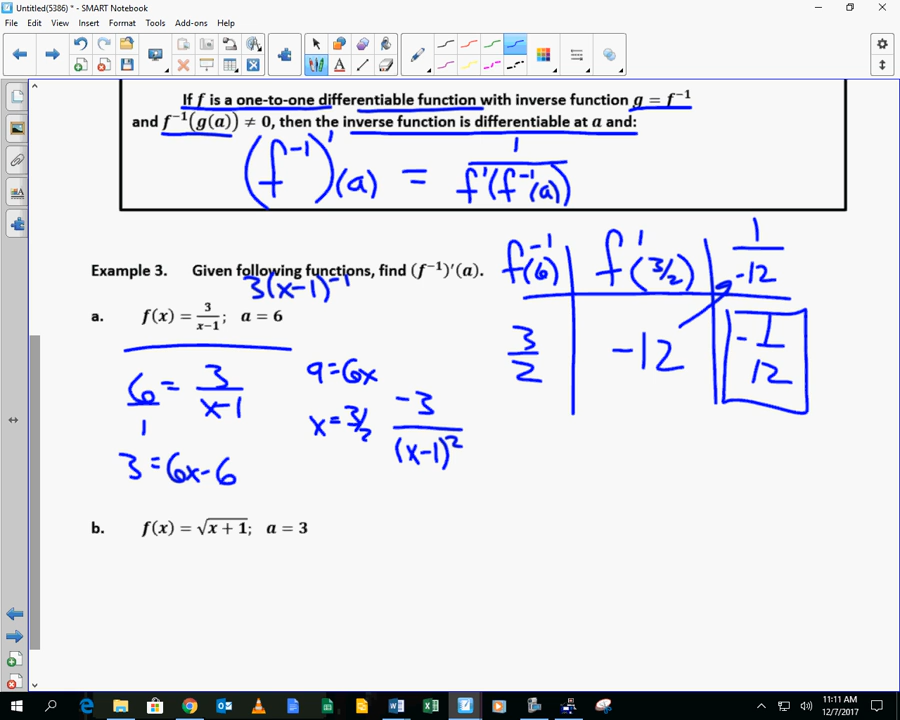 Untitled(5386) * - SMART Notebook
File Edit View Insert Format Tools Add-ons Help
If f is a one-to-one differentiable function with inverse function g = f⁻¹
and f⁻¹(g(a)) ≠ 0, then the inverse function is differentiable at a and:
(f⁻¹)'(a) = 1/f'(f⁻¹(a))
Example 3. Given following functions, find (f⁻¹)'(a).
3(x-1)⁻¹
a. f(x) = 3/(x-1); a = 6
6/1 = 3/(x-1)
3 = 6x-6
9 = 6x
x = 3/2
-3/(x-1)²
f⁻¹(6) f'(3/2) 1/-12
3/2 -12 -1/12
b. f(x) = √(x+1); a = 3
11:11 AM
12/7/2017